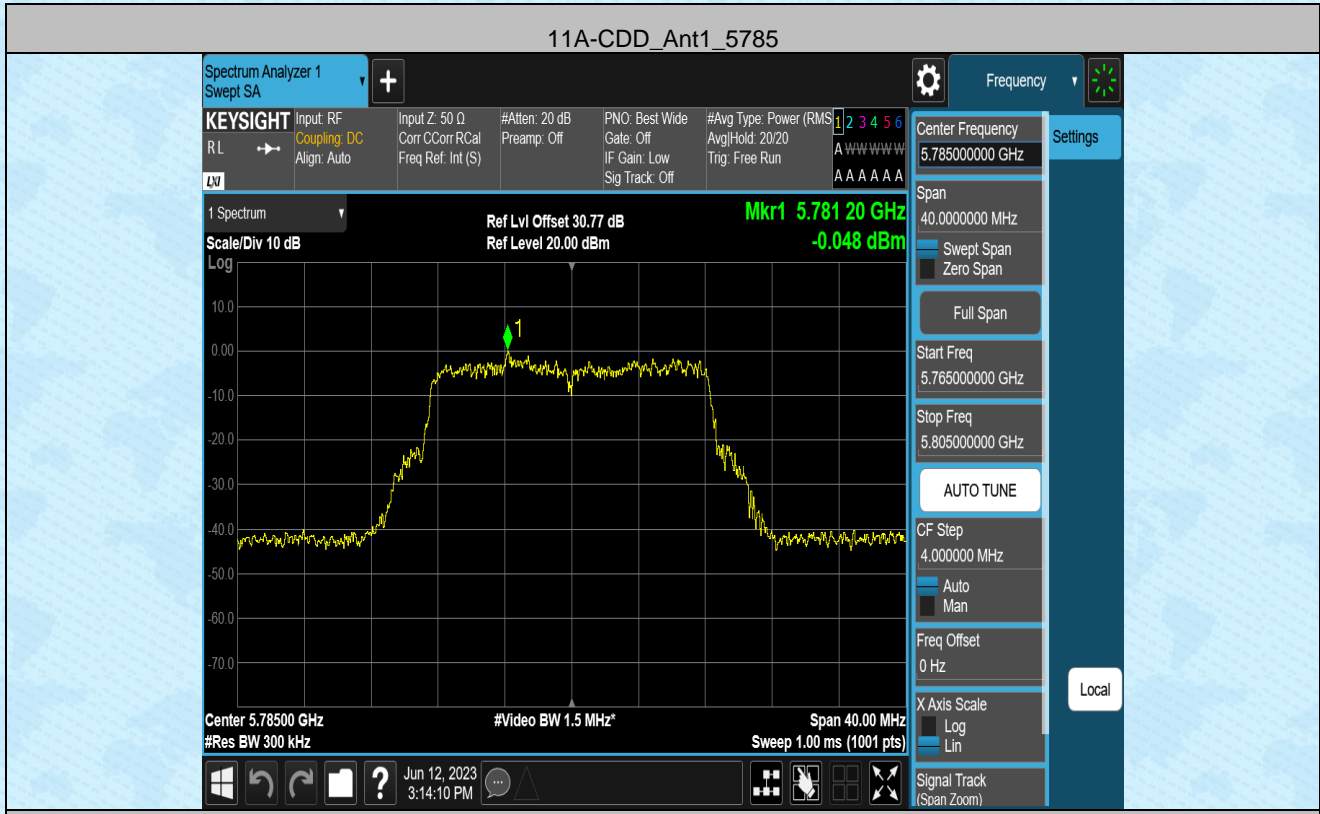 11A-CDD_Ant1_5785
Spectrum Analyzer 1
Swept SA
Frequency
KEYSIGHT
R L
LXI
Input: RF
Coupling: DC
Align: Auto
Input Z: 50 Ω
Corr CCorr RCal
Freq Ref: Int (S)
#Atten: 20 dB
Preamp: Off
PNO: Best Wide
Gate: Off
IF Gain: Low
Sig Track: Off
#Avg Type: Power (RMS
Avg|Hold: 20/20
Trig: Free Run
1 2 3 4 5 6
A W W W W W
A A A A A A
1 Spectrum
Scale/Div 10 dB
Log
Ref Lvl Offset 30.77 dB
Ref Level 20.00 dBm
Mkr1 5.781 20 GHz
-0.048 dBm
10.0
1
0.00
-10.0
-20.0
-30.0
-40.0
-50.0
-60.0
-70.0
Center 5.78500 GHz
#Video BW 1.5 MHz*
Span 40.00 MHz
#Res BW 300 kHz
Sweep 1.00 ms (1001 pts)
Jun 12, 2023
3:14:10 PM
Center Frequency
5.785000000 GHz
Settings
Span
40.0000000 MHz
Swept Span
Zero Span
Full Span
Start Freq
5.765000000 GHz
Stop Freq
5.805000000 GHz
AUTO TUNE
CF Step
4.000000 MHz
Auto
Man
Freq Offset
0 Hz
X Axis Scale
Log
Lin
Local
Signal Track
(Span Zoom)